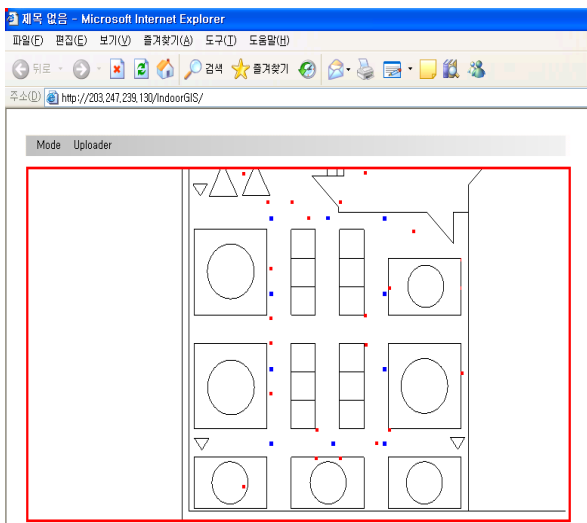 제목 없음 - Microsoft Internet Explorer
파일(F) 편집(E) 보기(V) 즐겨찾기(A) 도구(T) 도움말(H)
뒤로 검색 즐겨찾기
주소(D) http://203,247,239,130/IndoorGIS/
Mode Uploader